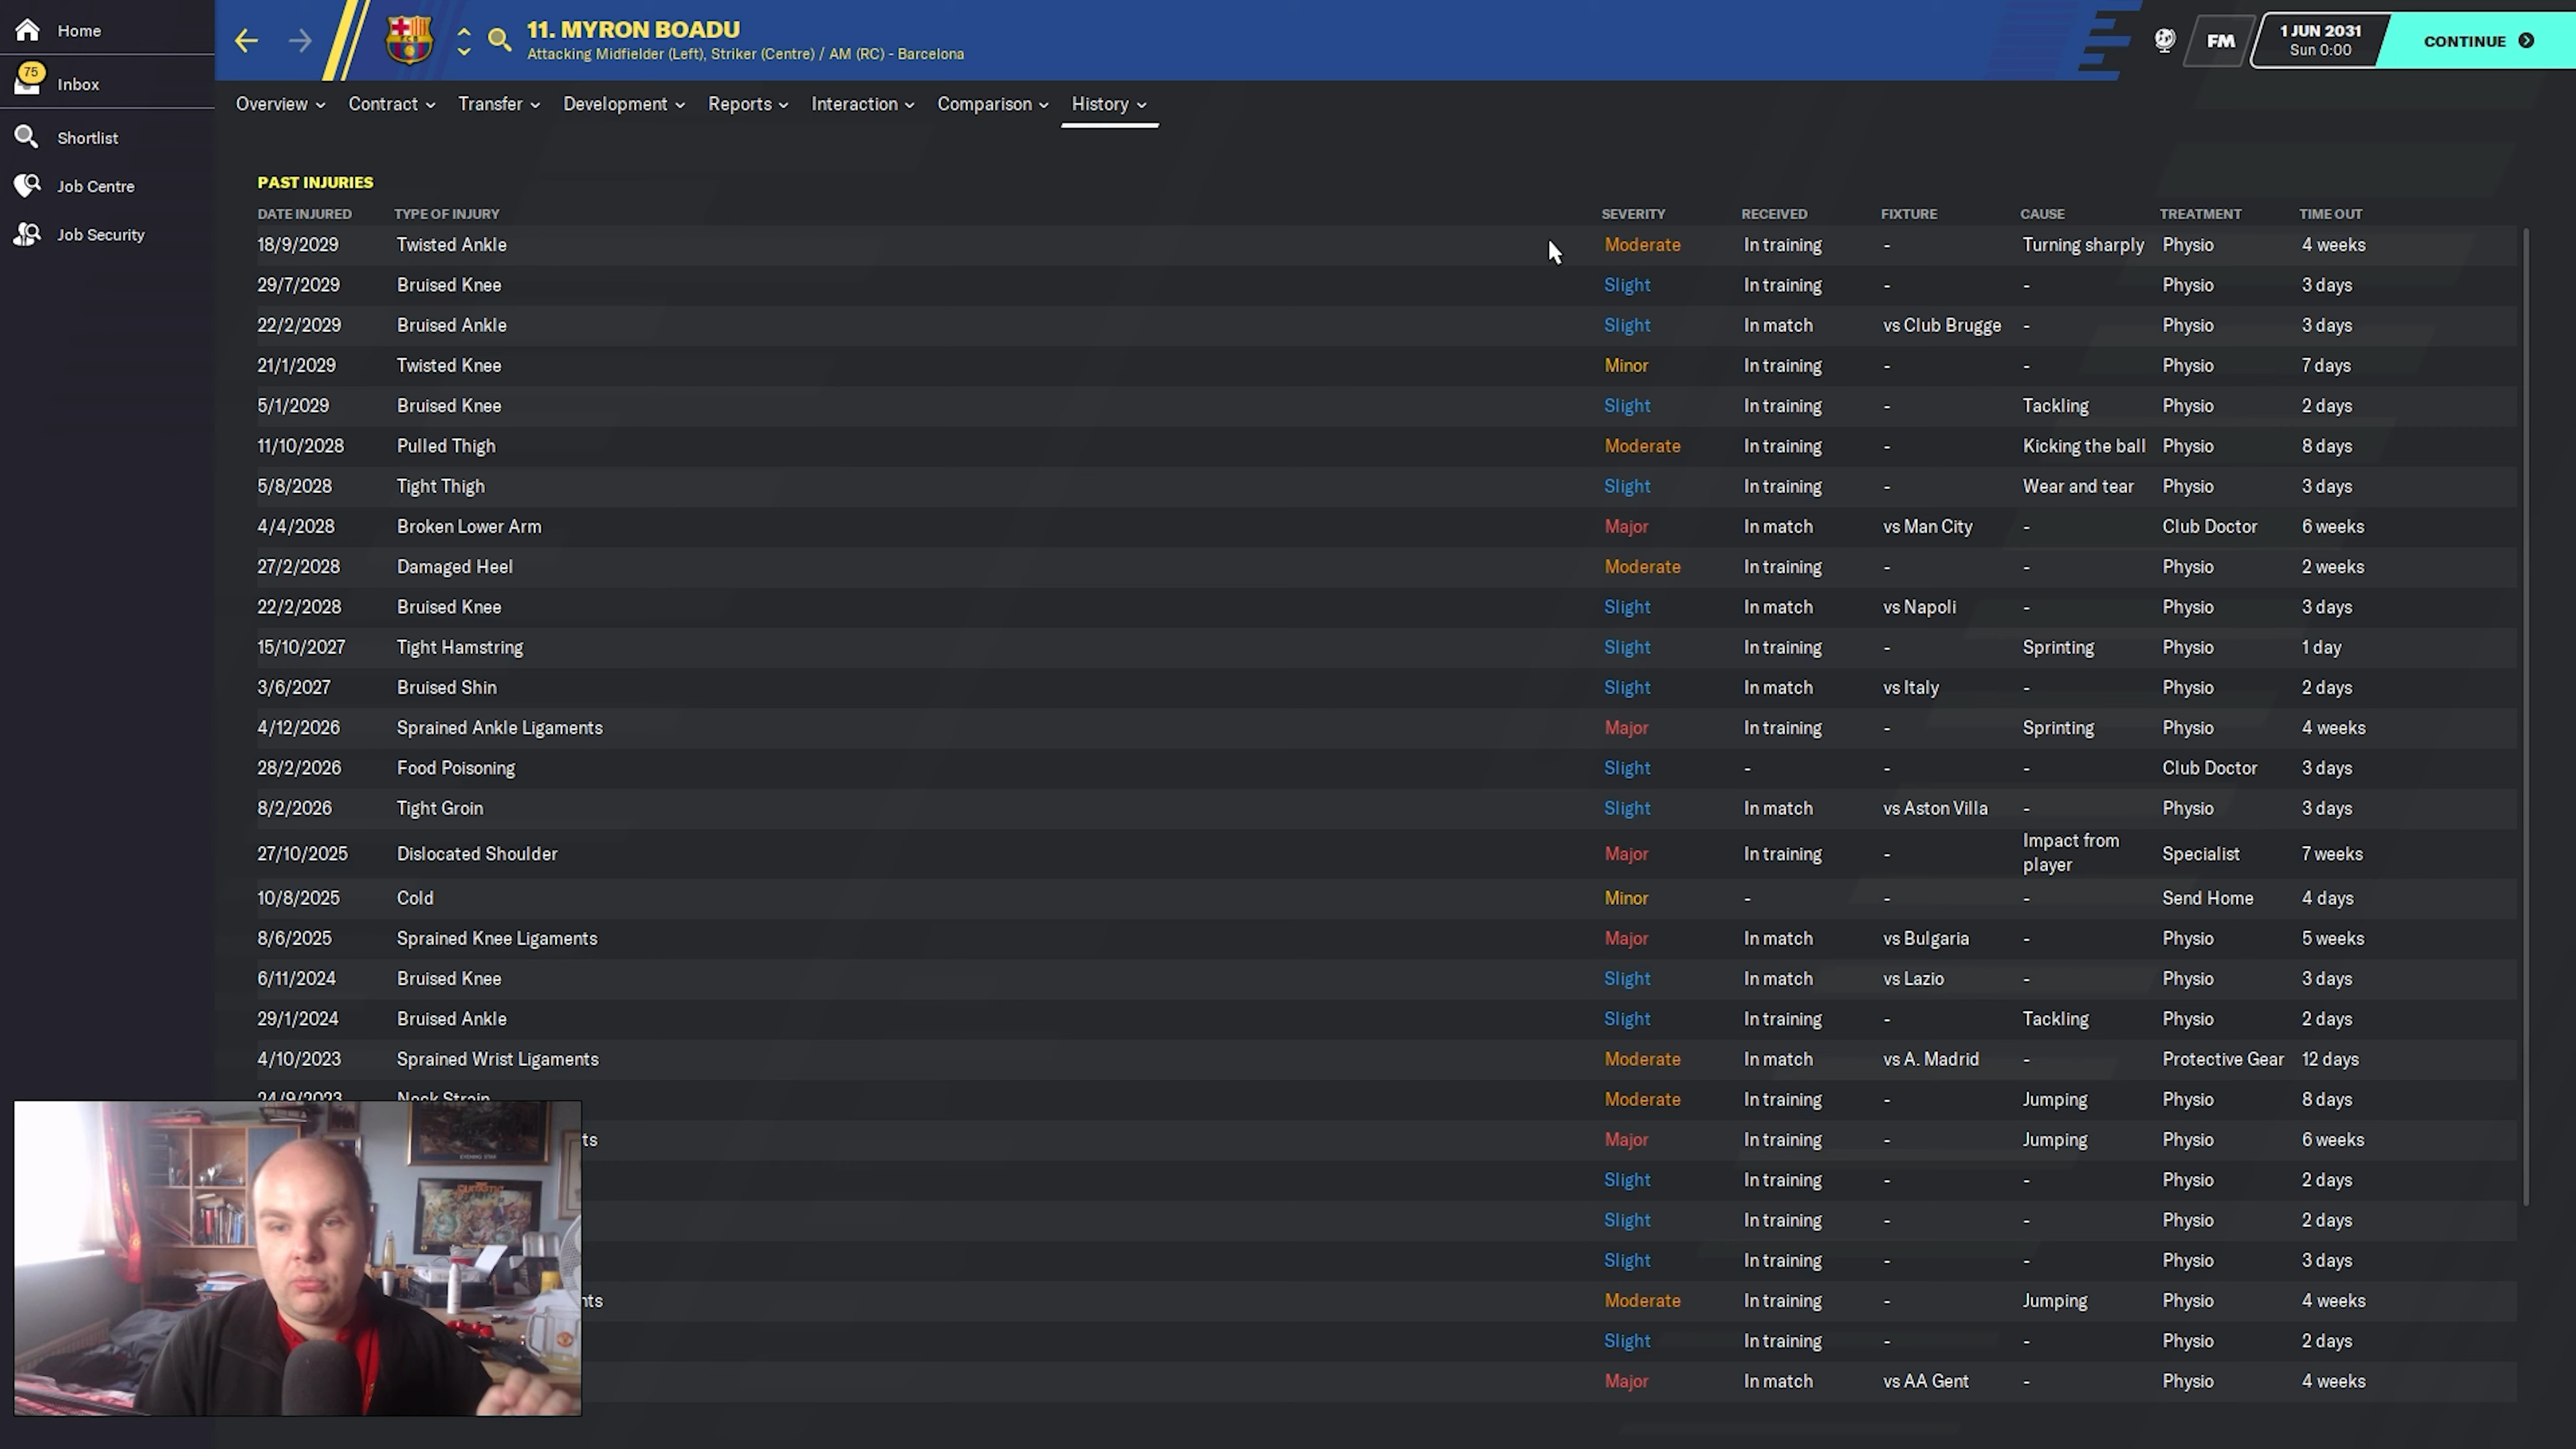 Home
75
Inbox
Shortlist
Job Centre
Job Security
11. MYRON BOADU
Attacking Midfielder (Left), Striker (Centre) / AM (RC) - Barcelona
FM
1 JUN 2031
Sun 0:00
CONTINUE
Overview Contract Transfer Development Reports Interaction Comparison History
PAST INJURIES
DATE INJURED TYPE OF INJURY SEVERITY RECEIVED FIXTURE CAUSE TREATMENT TIME OUT
18/9/2029 Twisted Ankle Moderate In training - Turning sharply Physio 4 weeks
29/7/2029 Bruised Knee Slight In training - - Physio 3 days
22/2/2029 Bruised Ankle Slight In match vs Club Brugge - Physio 3 days
21/1/2029 Twisted Knee Minor In training - - Physio 7 days
5/1/2029 Bruised Knee Slight In training - Tackling Physio 2 days
11/10/2028 Pulled Thigh Moderate In training - Kicking the ball Physio 8 days
5/8/2028 Tight Thigh Slight In training - Wear and tear Physio 3 days
4/4/2028 Broken Lower Arm Major In match vs Man City - Club Doctor 6 weeks
27/2/2028 Damaged Heel Moderate In training - - Physio 2 weeks
22/2/2028 Bruised Knee Slight In match vs Napoli - Physio 3 days
15/10/2027 Tight Hamstring Slight In training - Sprinting Physio 1 day
3/6/2027 Bruised Shin Slight In match vs Italy - Physio 2 days
4/12/2026 Sprained Ankle Ligaments Major In training - Sprinting Physio 4 weeks
28/2/2026 Food Poisoning Slight - - - Club Doctor 3 days
8/2/2026 Tight Groin Slight In match vs Aston Villa - Physio 3 days
27/10/2025 Dislocated Shoulder Major In training - Impact from player Specialist 7 weeks
10/8/2025 Cold Minor - - - Send Home 4 days
8/6/2025 Sprained Knee Ligaments Major In match vs Bulgaria - Physio 5 weeks
6/11/2024 Bruised Knee Slight In match vs Lazio - Physio 3 days
29/1/2024 Bruised Ankle Slight In training - Tackling Physio 2 days
4/10/2023 Sprained Wrist Ligaments Moderate In match vs A. Madrid - Protective Gear 12 days
24/9/2023 Neck Strain Moderate In training - Jumping Physio 8 days
ts Major In training - Jumping Physio 6 weeks
Slight In training - - Physio 2 days
Slight In training - - Physio 2 days
Slight In training - - Physio 3 days
nts Moderate In training - Jumping Physio 4 weeks
Slight In training - - Physio 2 days
Major In match vs AA Gent - Physio 4 weeks